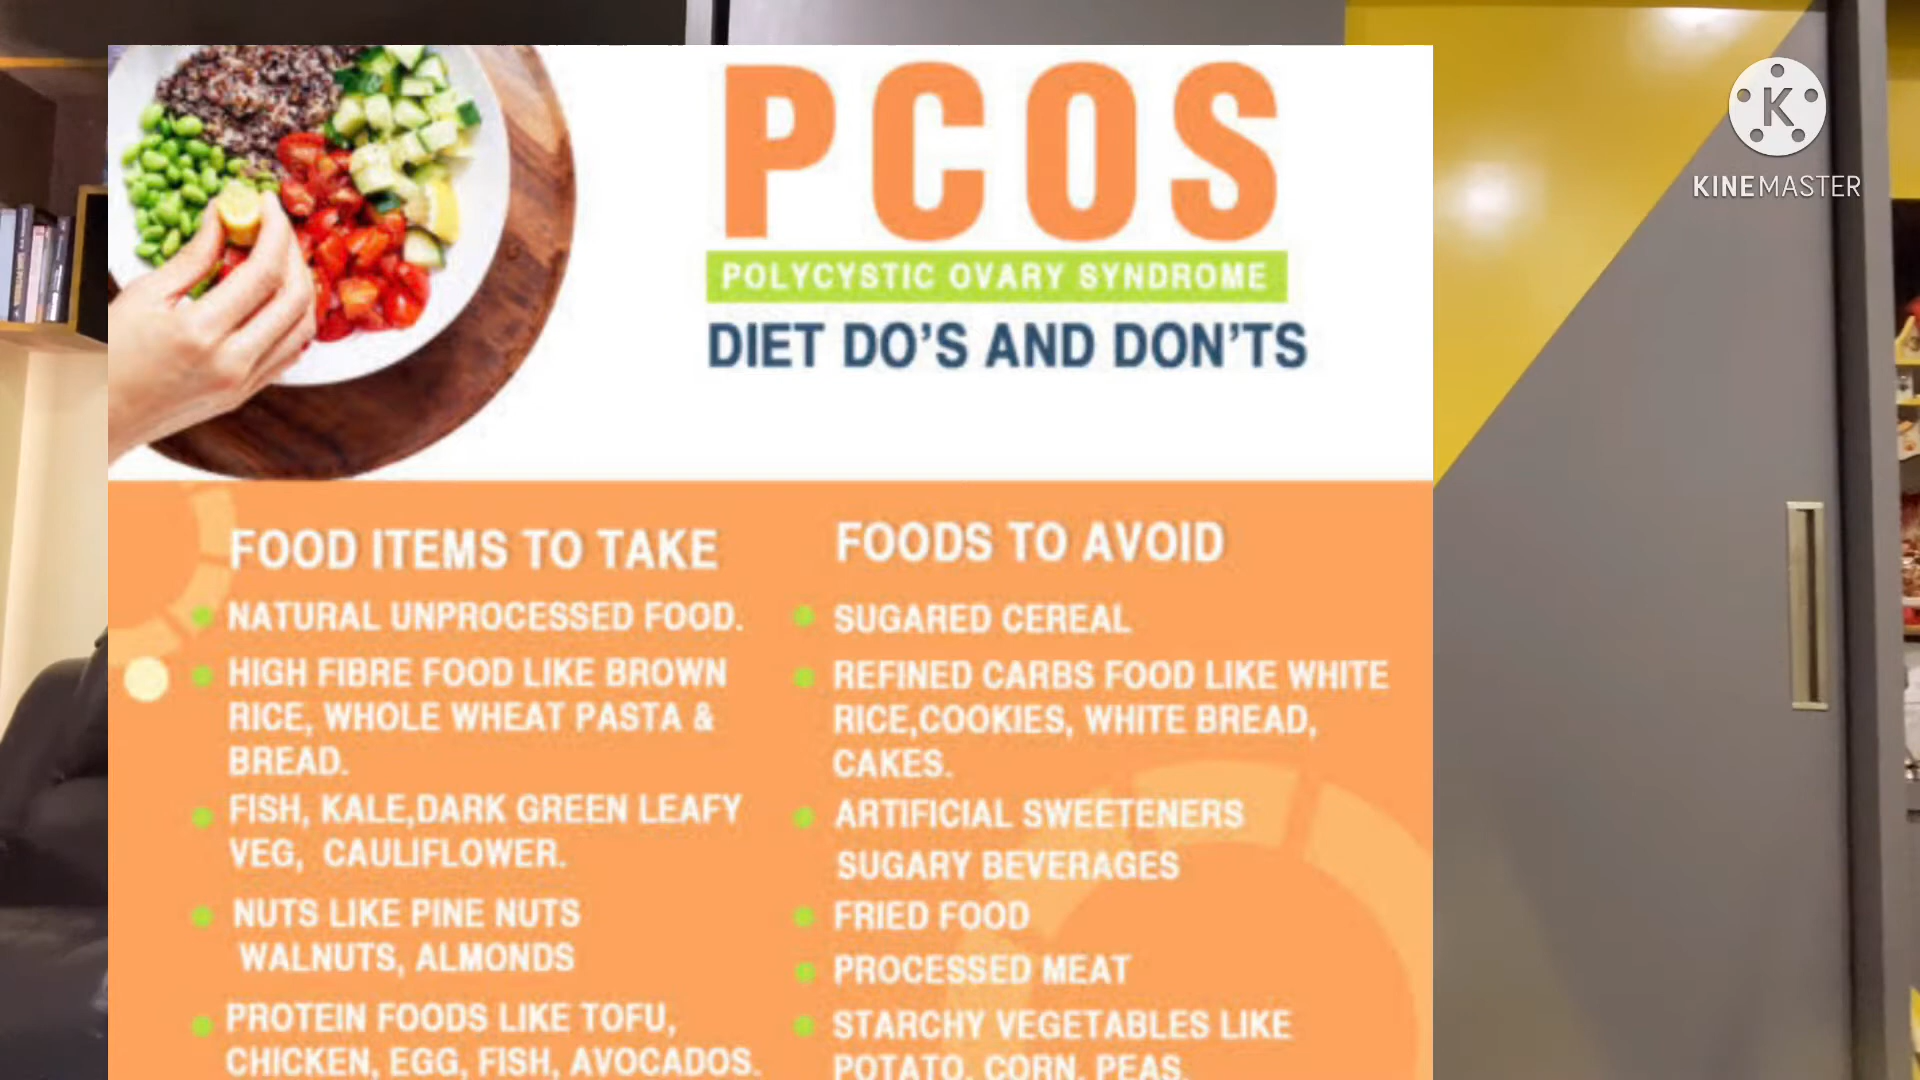 PCOS
POLYCYSTIC OVARY SYNDROME
DIET DO'S AND DON'TS
FOOD ITEMS TO TAKE
NATURAL UNPROCESSED FOOD.
HIGH FIBRE FOOD LIKE BROWN
RICE, WHOLE WHEAT PASTA &
BREAD.
FISH, KALE,DARK GREEN LEAFY
VEG, CAULIFLOWER.
NUTS LIKE PINE NUTS
WALNUTS, ALMONDS
PROTEIN FOODS LIKE TOFU,
CHICKEN, EGG, FISH, AVOCADOS.
FOODS TO AVOID
SUGARED CEREAL
REFINED CARBS FOOD LIKE WHITE
RICE,COOKIES, WHITE BREAD,
CAKES.
ARTIFICIAL SWEETENERS
SUGARY BEVERAGES
FRIED FOOD
PROCESSED MEAT
STARCHY VEGETABLES LIKE
POTATO, CORN, PEAS.
K
KINEMASTER